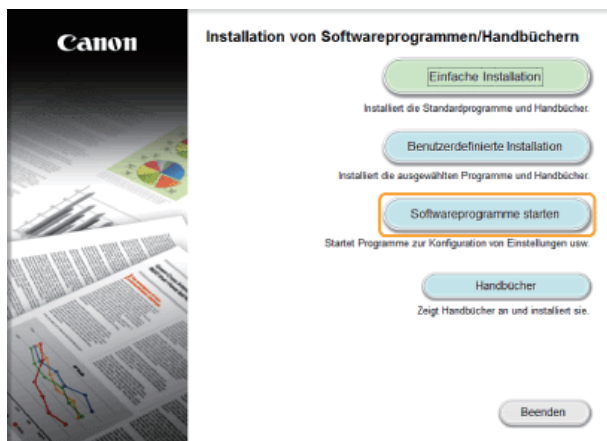 Canon
Installation von Softwareprogrammen/Handbüchern
Einfache Installation
Installiert die Standardprogramme und Handbücher.
Benutzerdefinierte Installation
Installiert die ausgewählten Programme und Handbücher.
Softwareprogramme starten
Startet Programme zur Konfiguration von Einstellungen usw.
Handbücher
Zeigt Handbücher an und installiert sie.
Beenden